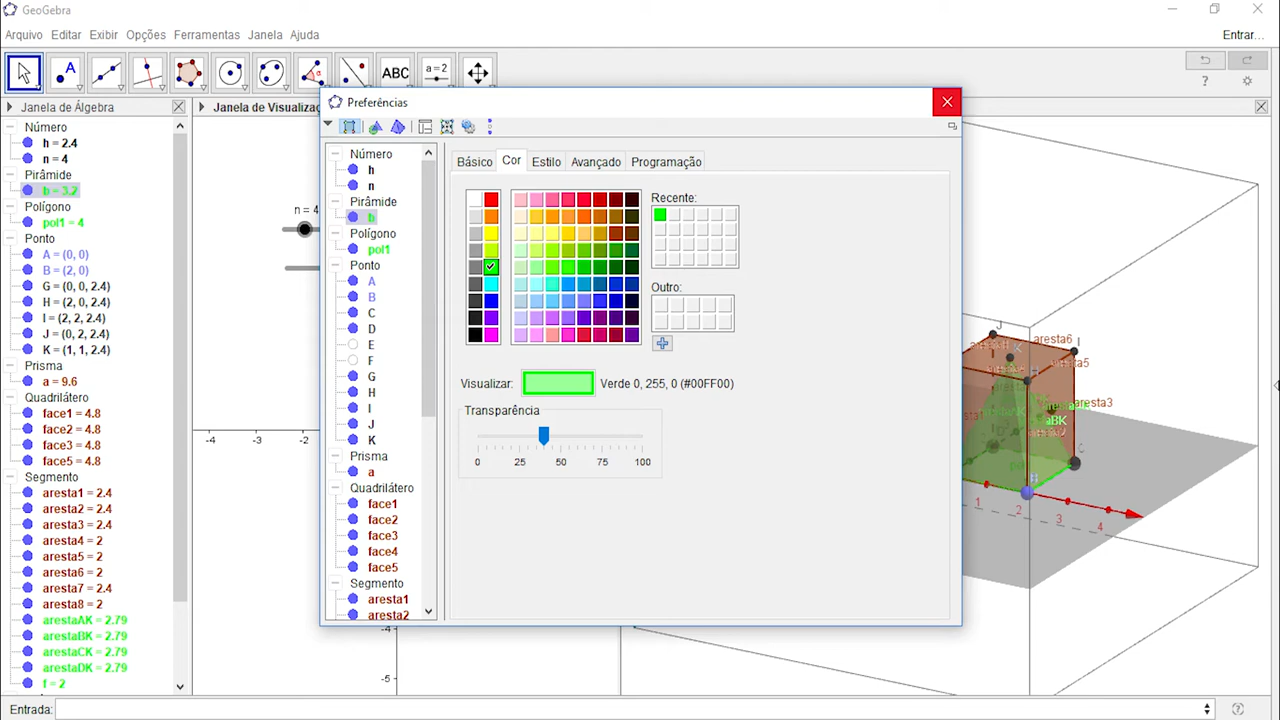 GeoGebra
Arquivo Editar Exibir Opções Ferramentas Janela Ajuda
Entrar...
ABC
a = 2
Janela de Álgebra
Janela de Visualizaç
Número
h = 2.4
n = 4
Pirâmide
b = 3.2
Polígono
pol1 = 4
Ponto
A = (0, 0)
B = (2, 0)
G = (0, 0, 2.4)
H = (2, 0, 2.4)
I = (2, 2, 2.4)
J = (0, 2, 2.4)
K = (1, 1, 2.4)
Prisma
a = 9.6
Quadrilátero
face1 = 4.8
face2 = 4.8
face3 = 4.8
face5 = 4.8
Segmento
aresta1 = 2.4
aresta2 = 2.4
aresta3 = 2.4
aresta4 = 2
aresta5 = 2
aresta6 = 2
aresta7 = 2.4
aresta8 = 2
arestaAK = 2.79
arestaBK = 2.79
arestaCK = 2.79
arestaDK = 2.79
f = 2
n = 4
-4 -3 -2
-4
-5
Preferências
Número
h
n
Pirâmide
b
Polígono
pol1
Ponto
A
B
C
D
E
F
G
H
I
J
K
Prisma
a
Quadrilátero
face1
face2
face3
face4
face5
Segmento
aresta1
aresta2
Básico Cor Estilo Avançado Programação
Recente:
Outro:
Visualizar: Verde 0, 255, 0 (#00FF00)
Transparência
0 25 50 75 100
J
aresta6
I
aresta5
aresta3
C
1 2 3 4
Entrada: